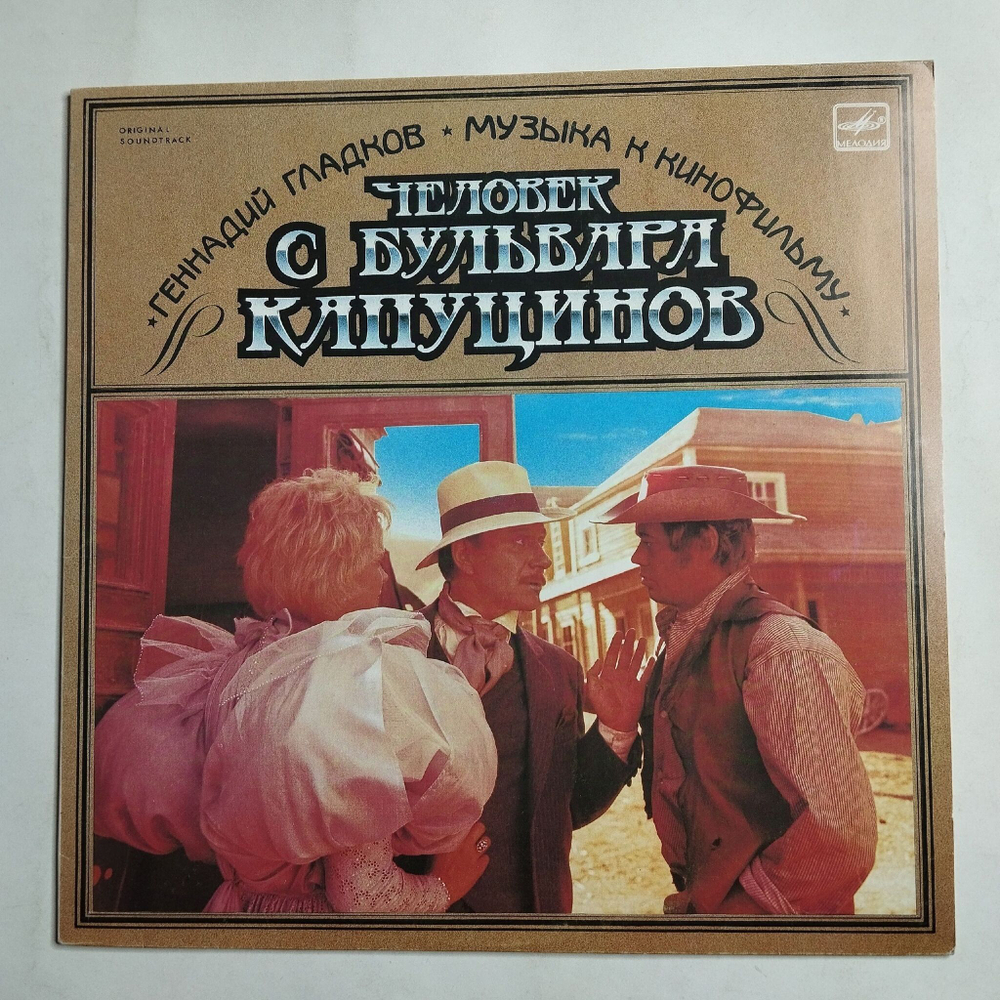 ORIGINAL
SOUNDTRACK
★ ГЕННАДИЙ ГЛАДКОВ ★ МУЗЫКА К КИНОФИЛЬМУ ★
ЧЕЛОВЕК
С БУЛЬВАРА
КАПУЦИНОВ
МЕЛОДИЯ ®